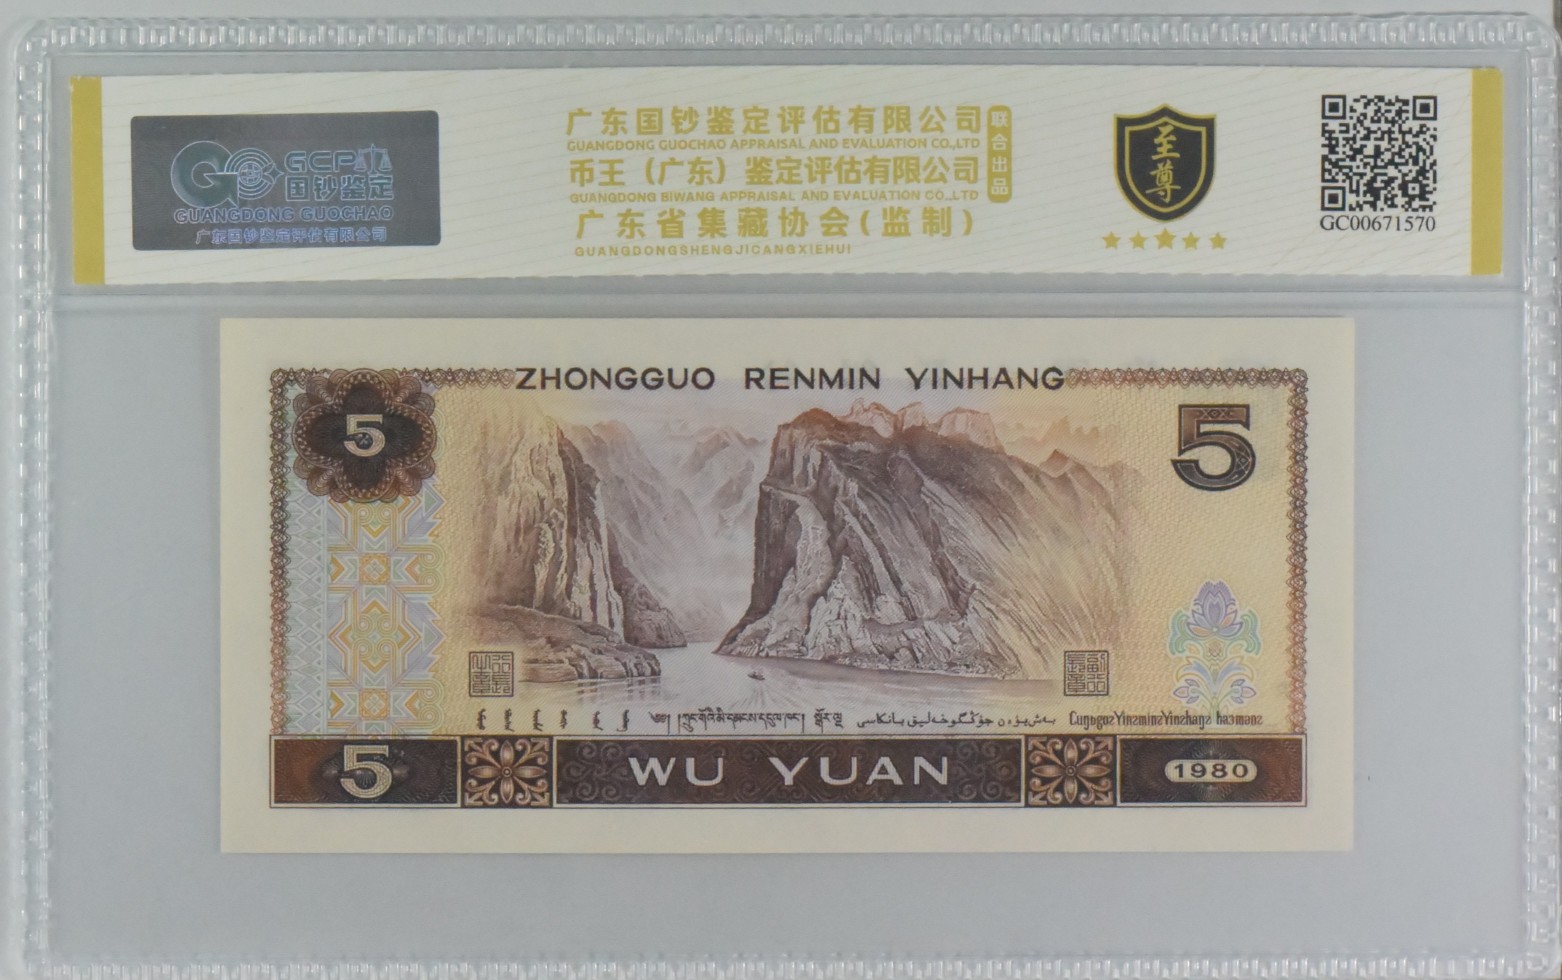 GCP
国钞鉴定
GUANGDONG GUOCHAO
广东国钞鉴定评估有限公司
广东国钞鉴定评估有限公司
GUANGDONG GUOCHAO APPRAISAL AND EVALUATION CO.,LTD
币王（广东）鉴定评估有限公司
GUANGDONG BIWANG APPRAISAL AND EVALUATION CO.,LTD
联合出品
广东省集藏协会(监制)
GUANGDONGSHENGJICANGXIEHUI
至尊
GC00671570
ZHONGGUO RENMIN YINHANG
5
5
5
WU YUAN
1980